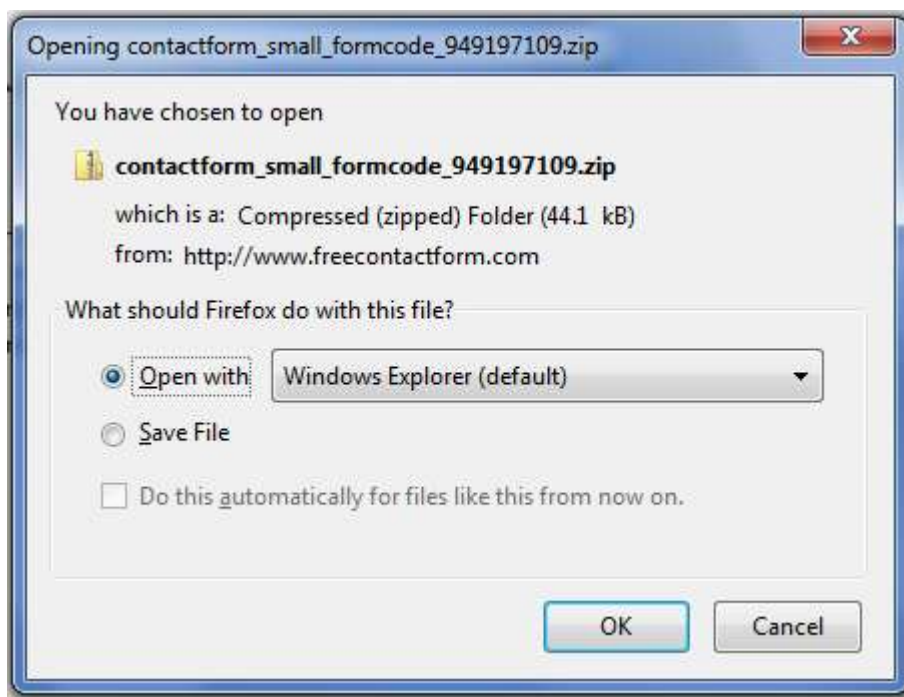 Opening contactform_small_formcode_949197109.zip
You have chosen to open
contactform_small_formcode_949197109.zip
which is a: Compressed (zipped) Folder (44.1 kB)
from: http://www.freecontactform.com
What should Firefox do with this file?
Open with Windows Explorer (default)
Save File
Do this automatically for files like this from now on.
OK Cancel